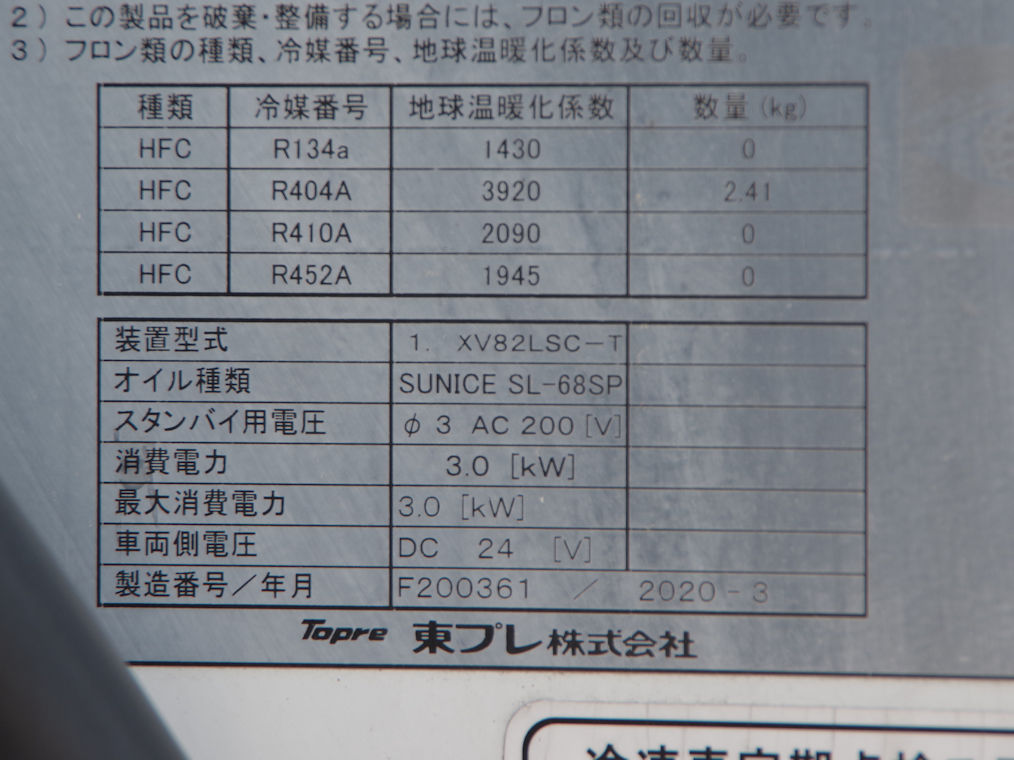 2）この製品を破棄・整備する場合には、フロン類の回収が必要です。
3）フロン類の種類、冷媒番号、地球温暖化係数及び数量。
種類 冷媒番号 地球温暖化係数 数量(kg)
HFC R134a 1430 0
HFC R404A 3920 2.41
HFC R410A 2090 0
HFC R452A 1945 0
装置型式 1. XV82LSC－T
オイル種類 SUNICE SL-68SP
スタンバイ用電圧 φ 3 AC 200 [V]
消費電力 3.0 [kW]
最大消費電力 3.0 [kW]
車両側電圧 DC 24 [V]
製造番号／年月 F200361 ／ 2020 - 3
Topre 東プレ株式会社